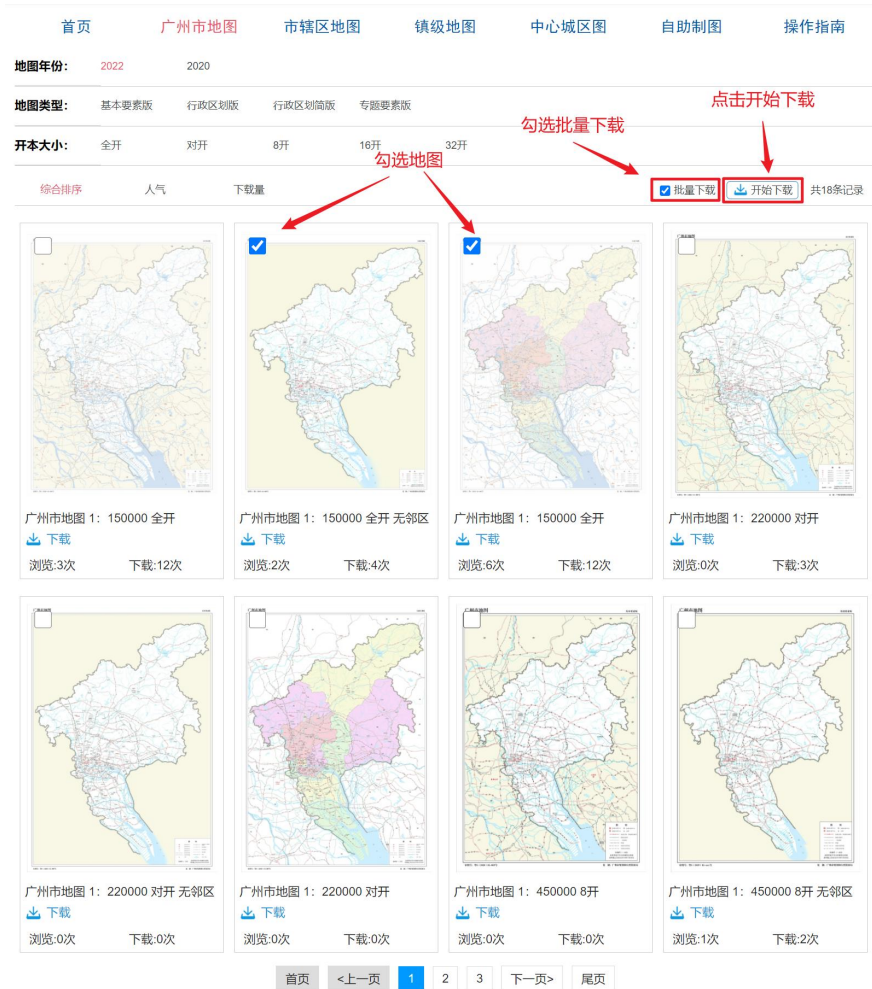 首页 广州市地图 市辖区地图 镇级地图 中心城区图 自助制图 操作指南
地图年份： 2022 2020
地图类型： 基本要素版 行政区划版 行政区划简版 专题要素版
点击开始下载
勾选批量下载
开本大小： 全开 对开 8开 16开 32开
勾选地图
综合排序 人气 下载量 批量下载 开始下载 共18条记录
广州市地图 1：150000 全开 广州市地图 1：150000 全开 无邻区 广州市地图 1：150000 全开 广州市地图 1：220000 对开
下载 下载 下载 下载
浏览:3次 下载:12次 浏览:2次 下载:4次 浏览:6次 下载:12次 浏览:0次 下载:3次
广州市地图 1：220000 对开 无邻区 广州市地图 1：220000 对开 广州市地图 1：450000 8开 广州市地图 1：450000 8开 无邻区
下载 下载 下载 下载
浏览:0次 下载:0次 浏览:0次 下载:0次 浏览:0次 下载:0次 浏览:1次 下载:2次
首页 <上一页 1 2 3 下一页> 尾页